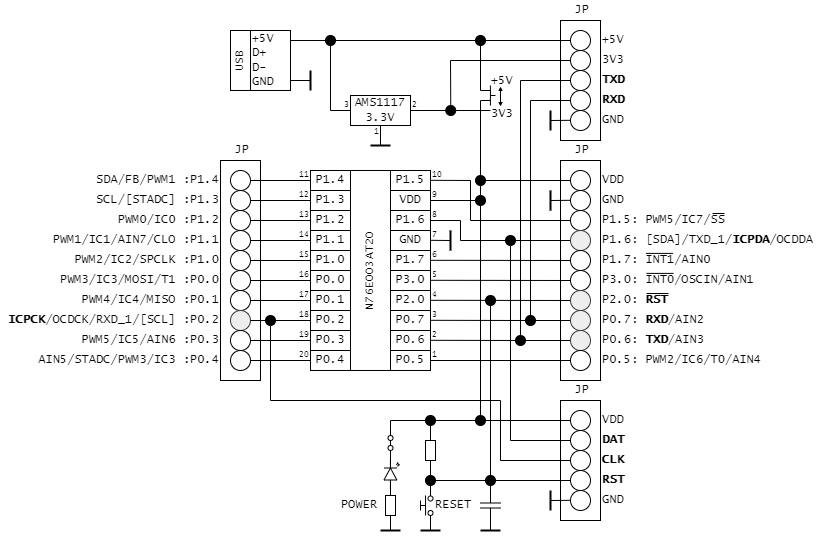 JP
+5V
3V3
TXD
RXD
GND
USB
+5V
D+
D−
GND
+5V
3V3
3 AMS1117 2
3.3V
1
JP
SDA/FB/PWM1 :P1.4
SCL/[STADC] :P1.3
PWM0/IC0 :P1.2
PWM1/IC1/AIN7/CLO :P1.1
PWM2/IC2/SPCLK :P1.0
PWM3/IC3/MOSI/T1 :P0.0
PWM4/IC4/MISO :P0.1
ICPCK/OCDCK/RXD_1/[SCL] :P0.2
PWM5/IC5/AIN6 :P0.3
AIN5/STADC/PWM3/IC3 :P0.4
11 P1.4
12 P1.3
13 P1.2
14 P1.1
15 P1.0
16 P0.0
17 P0.1
18 P0.2
19 P0.3
20 P0.4
N76E003AT20
P1.5 10
VDD 9
P1.6 8
GND 7
P1.7 6
P3.0 5
P2.0 4
P0.7 3
P0.6 2
P0.5 1
JP
VDD
GND
P1.5: PWM5/IC7/SS
P1.6: [SDA]/TXD_1/ICPDA/OCDDA
P1.7: INT1/AIN0
P3.0: INT0/OSCIN/AIN1
P2.0: RST
P0.7: RXD/AIN2
P0.6: TXD/AIN3
P0.5: PWM2/IC6/T0/AIN4
JP
VDD
DAT
CLK
RST
GND
POWER
RESET